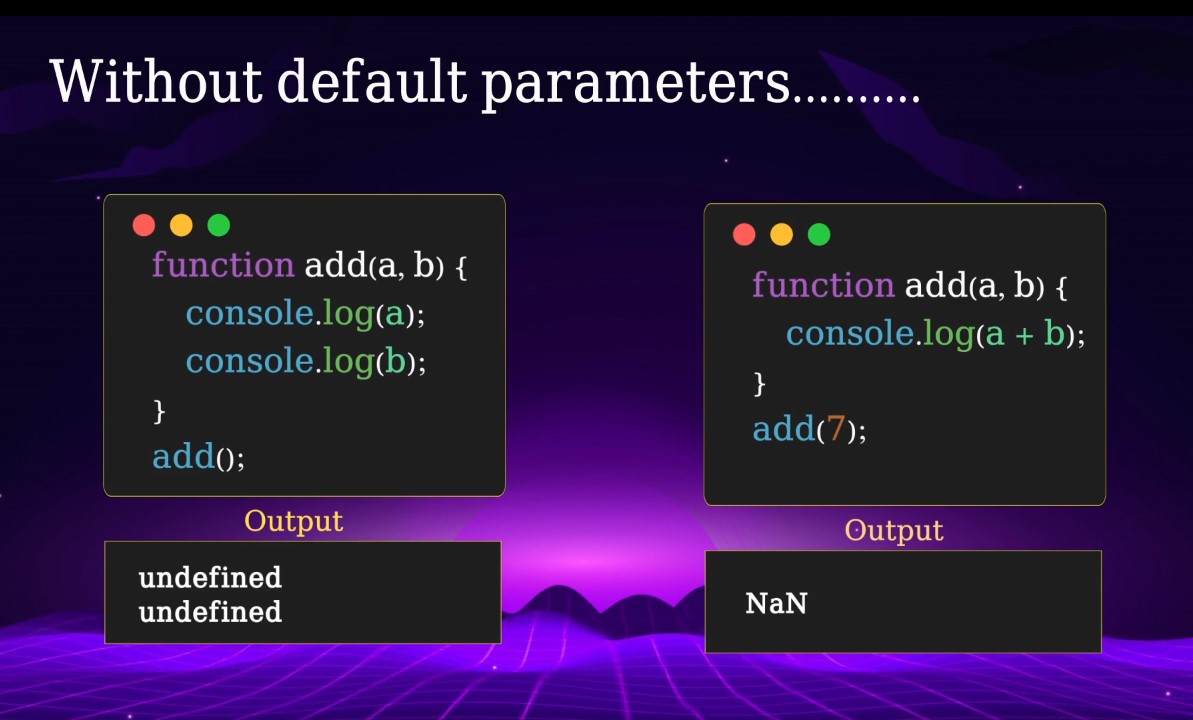 Without default parameters..........
function add(a, b) {
console.log(a);
console.log(b);
}
add();
Output
undefined
undefined
function add(a, b) {
console.log(a + b);
}
add(7);
Output
NaN